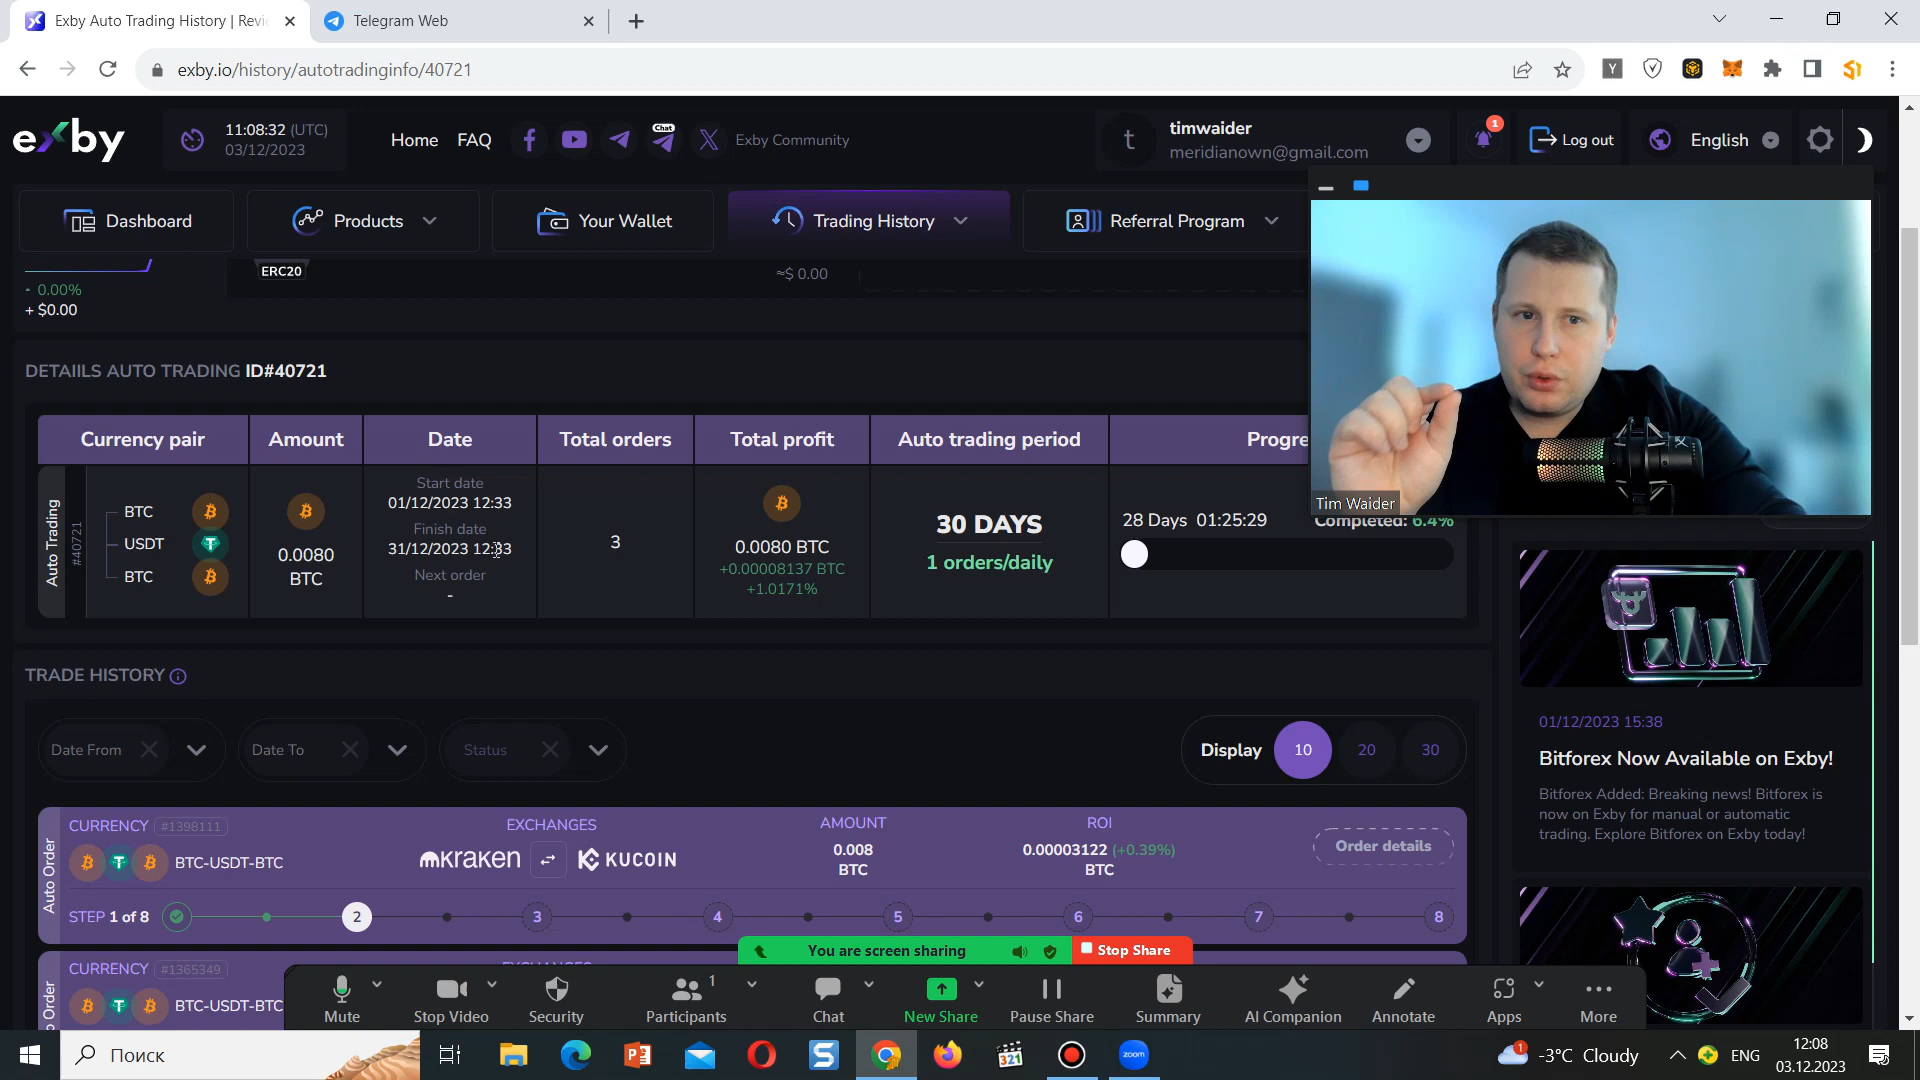 Exby Auto Trading History | Revi
Telegram Web
exby.io/history/autotradinginfo/40721
exby
11:08:32 (UTC)
03/12/2023
Home
FAQ
Chat
Exby Community
t
timwaider
meridianown@gmail.com
1
Log out
English
Dashboard
Products
Your Wallet
Trading History
Referral Program
0.00%
+ $0.00
ERC20
≈$ 0.00
DETAIILS AUTO TRADING ID#40721
Currency pair
Amount
Date
Total orders
Total profit
Auto trading period
Progre
Auto Trading
#40721
BTC
USDT
BTC
0.0080
BTC
Start date
01/12/2023 12:33
Finish date
31/12/2023 12:33
Next order
-
3
0.0080 BTC
+0.00008137 BTC
+1.0171%
30 DAYS
1 orders/daily
28 Days 01:25:29
Completed: 6.4%
Tim Waider
TRADE HISTORY
Date From
Date To
Status
Display
10
20
30
01/12/2023 15:38
Bitforex Now Available on Exby!
Bitforex Added: Breaking news! Bitforex is
now on Exby for manual or automatic
trading. Explore Bitforex on Exby today!
Auto Order
CURRENCY #1398111
BTC-USDT-BTC
EXCHANGES
mkraken
KUCOIN
AMOUNT
0.008
BTC
ROI
0.00003122 (+0.39%)
BTC
Order details
STEP 1 of 8
2
3
4
5
6
7
8
You are screen sharing
Stop Share
CURRENCY #1365349
BTC-USDT-BTC
Mute
Stop Video
Security
Participants
1
Chat
New Share
Pause Share
Summary
AI Companion
Annotate
Apps
More
Поиск
321
zoom
1
-3°C Cloudy
ENG
12:08
03.12.2023